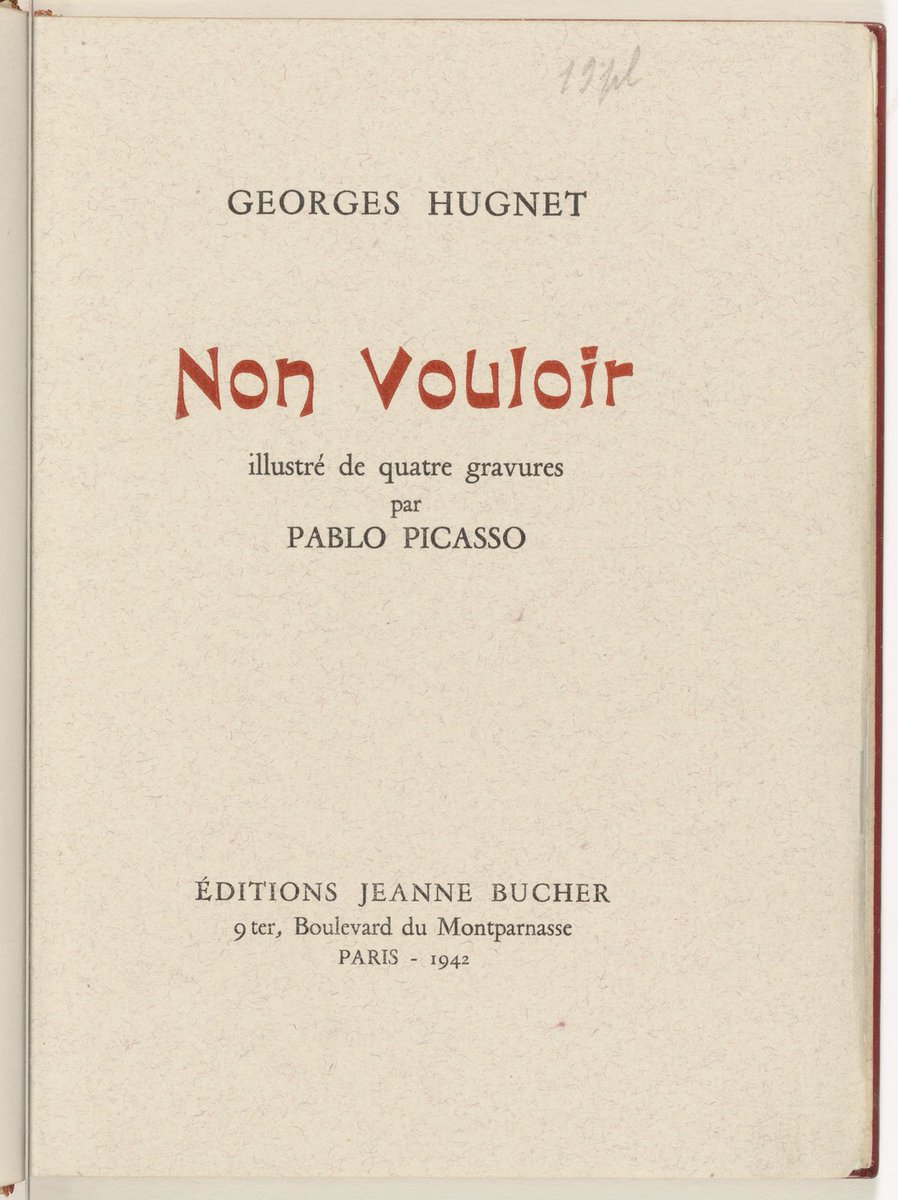 GEORGES HUGNET
Non Vouloir
illustré de quatre gravures
par
PABLO PICASSO
ÉDITIONS JEANNE BUCHER
9 ter, Boulevard du Montparnasse
PARIS - 1942